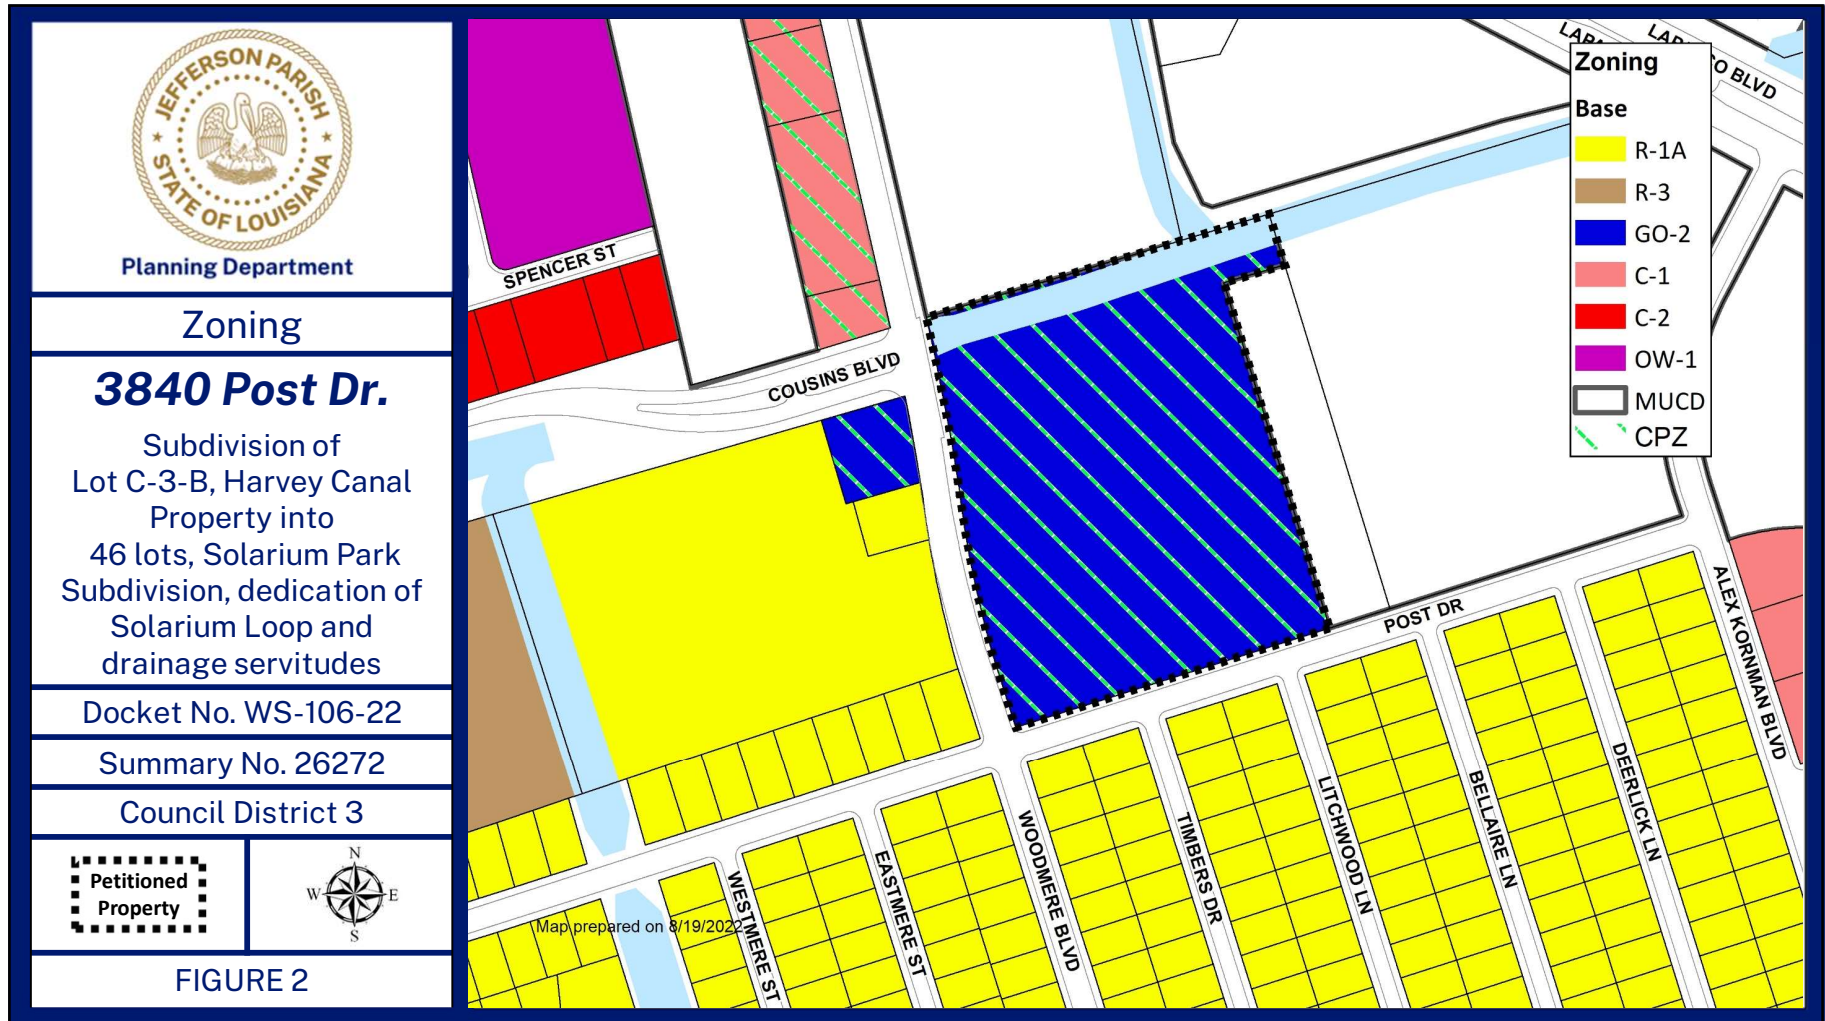 JEFFERSON PARISH
STATE OF LOUISIANA
Planning Department
Zoning
3840 Post Dr.
Subdivision of
Lot C-3-B, Harvey Canal
Property into
46 lots, Solarium Park
Subdivision, dedication of
Solarium Loop and
drainage servitudes
Docket No. WS-106-22
Summary No. 26272
Council District 3
Petitioned
Property
N
W
E
S
FIGURE 2
SPENCER ST
COUSINS BLVD
O BLVD
Zoning
Base
R-1A
R-3
GO-2
C-1
C-2
OW-1
MUCD
CPZ
POST DR
ALEX KORNMAN BLVD
DEERLICK LN
BELLAIRE LN
LITCHWOOD LN
TIMBERS DR
WOODMERE BLVD
EASTMERE ST
WESTMERE ST
Map prepared on 8/19/2022